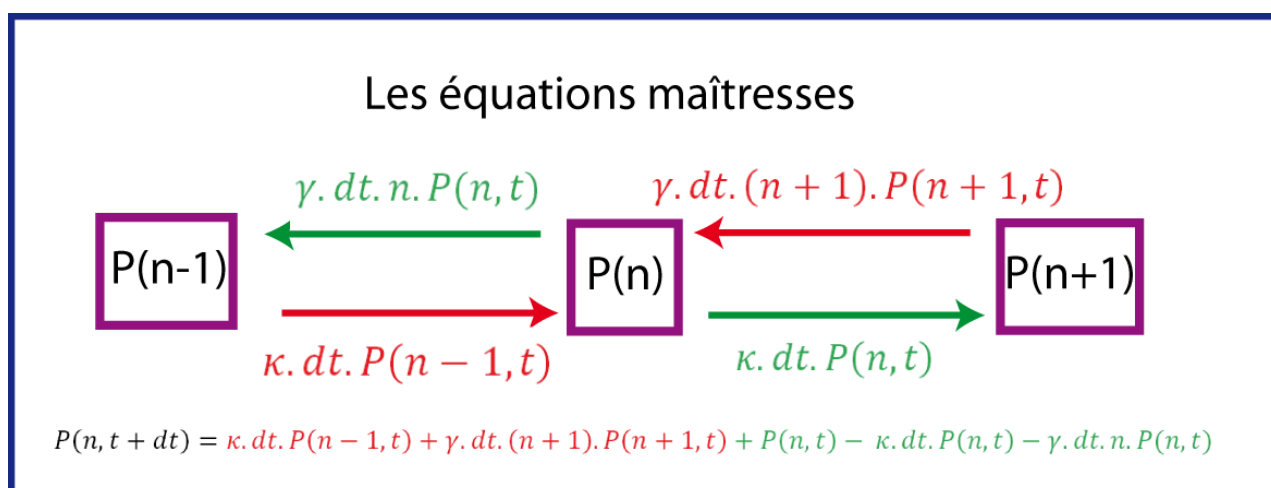 Les équations maîtresses
γ. dt. n. P(n, t)
γ. dt. (n + 1). P(n + 1, t)
P(n-1)
P(n)
P(n+1)
κ. dt. P(n − 1, t)
κ. dt. P(n, t)
P(n, t + dt) = κ. dt. P(n − 1, t) + γ. dt. (n + 1). P(n + 1, t) + P(n, t) − κ. dt. P(n, t) − γ. dt. n. P(n, t)